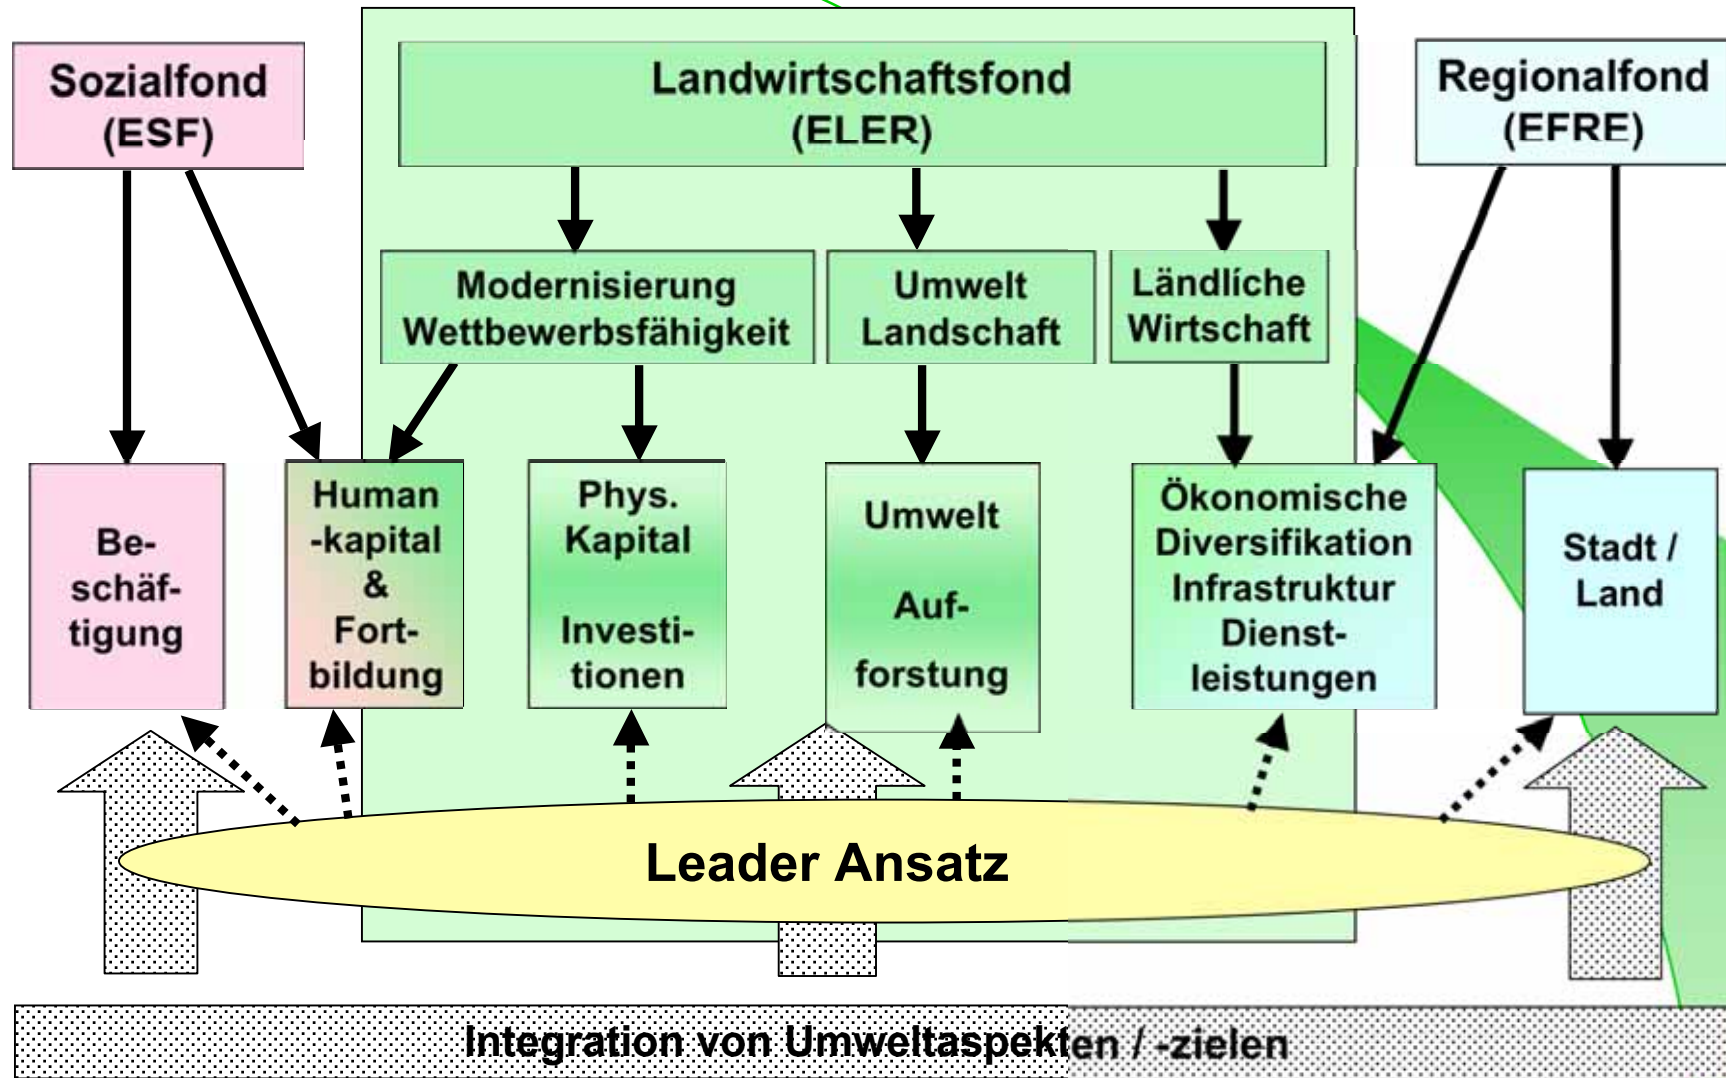 Sozialfond
(ESF)
Landwirtschaftsfond
(ELER)
Regionalfond
(EFRE)
Modernisierung
Wettbewerbsfähigkeit
Umwelt
Landschaft
Ländliche
Wirtschaft
Be-
schäf-
tigung
Human
-kapital
&
Fort-
bildung
Phys.
Kapital
Investi-
tionen
Umwelt
Auf-
forstung
Ökonomische
Diversifikation
Infrastruktur
Dienst-
leistungen
Stadt /
Land
Leader Ansatz
Integration von Umweltaspekten / -zielen